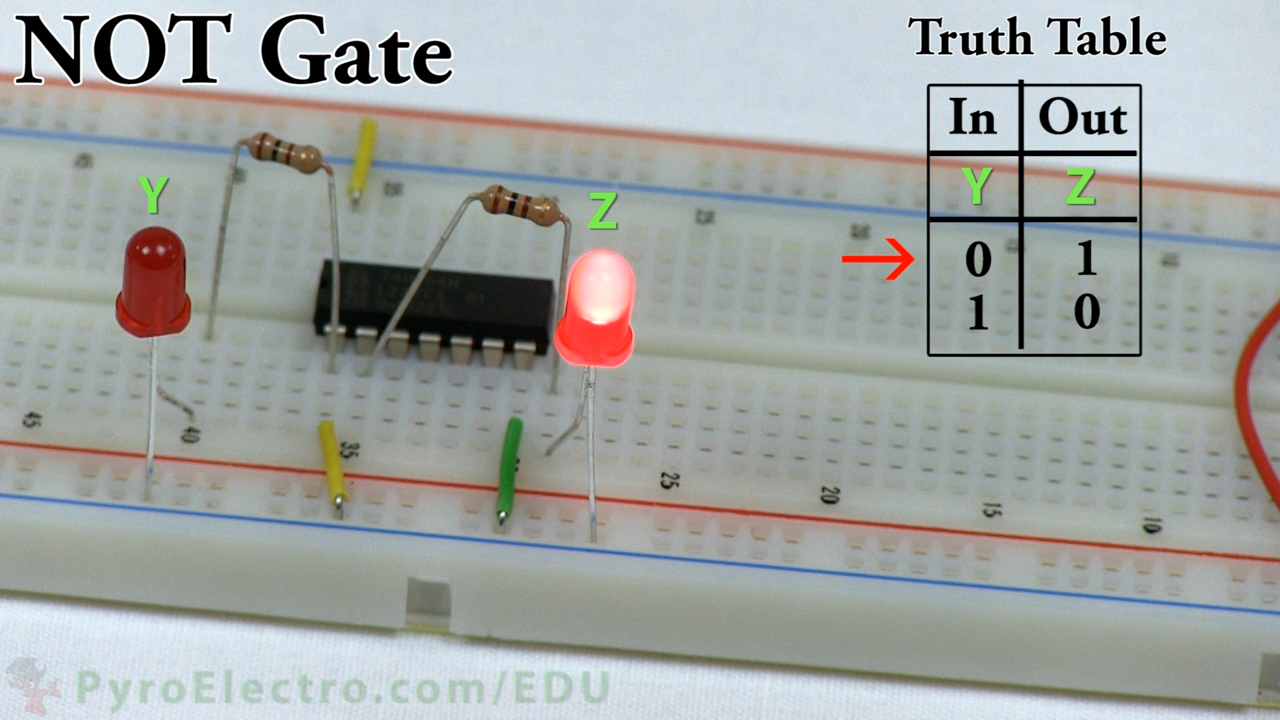 NOT Gate
Truth Table
In Out
Y Z
0 1
1 0
Y
Z
45
40
35
25
20
15
10
PyroElectro.com/EDU